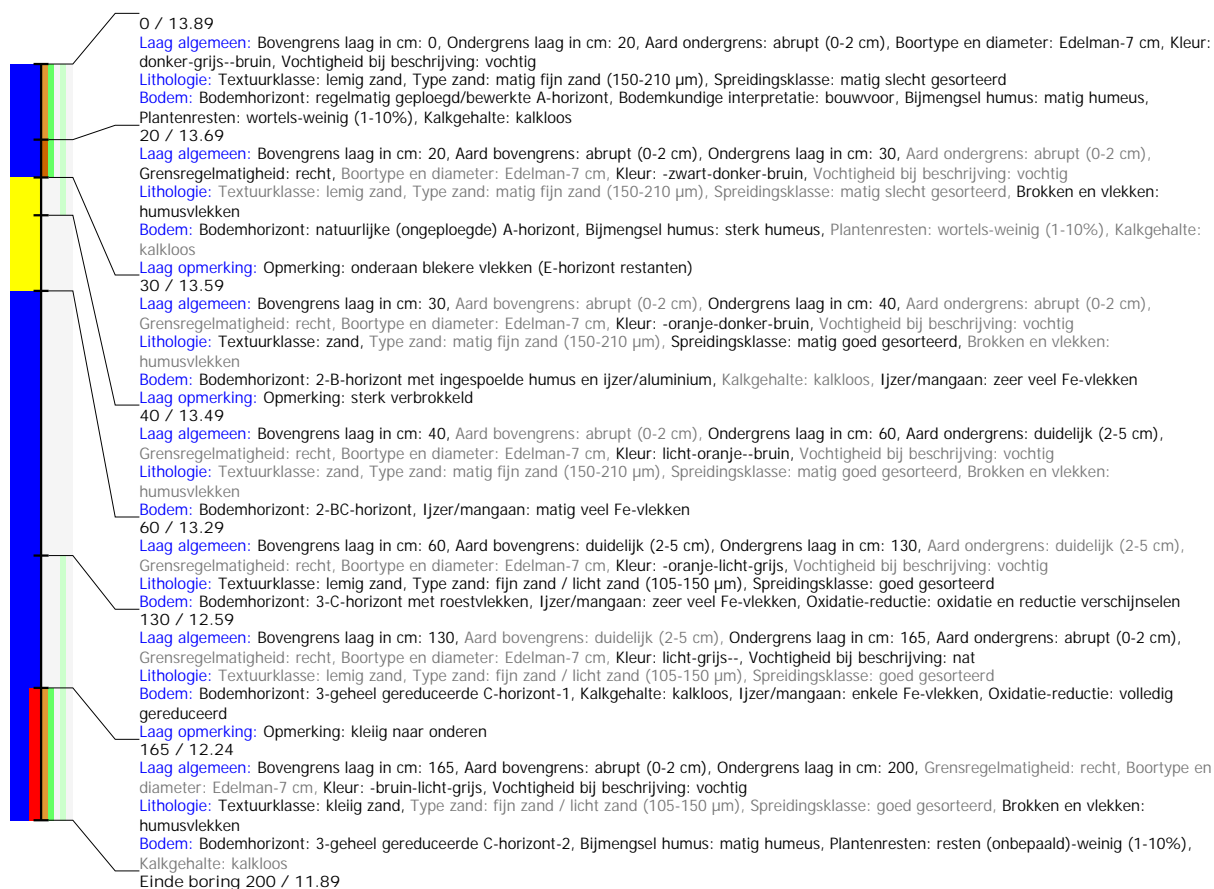 0 / 13.89
Laag algemeen: Bovengrens laag in cm: 0, Ondergrens laag in cm: 20, Aard ondergrens: abrupt (0-2 cm), Boortype en diameter: Edelman-7 cm, Kleur:
donker-grijs--bruin, Vochtigheid bij beschrijving: vochtig
Lithologie: Textuurklasse: lemig zand, Type zand: matig fijn zand (150-210 µm), Spreidingsklasse: matig slecht gesorteerd
Bodem: Bodemhorizont: regelmatig geploegd/bewerkte A-horizont, Bodemkundige interpretatie: bouwvoor, Bijmengsel humus: matig humeus,
Plantenresten: wortels-weinig (1-10%), Kalkgehalte: kalkloos
20 / 13.69
Laag algemeen: Bovengrens laag in cm: 20, Aard bovengrens: abrupt (0-2 cm), Ondergrens laag in cm: 30, Aard ondergrens: abrupt (0-2 cm),
Grensregelmatigheid: recht, Boortype en diameter: Edelman-7 cm, Kleur: -zwart-donker-bruin, Vochtigheid bij beschrijving: vochtig
Lithologie: Textuurklasse: lemig zand, Type zand: matig fijn zand (150-210 µm), Spreidingsklasse: matig slecht gesorteerd, Brokken en vlekken:
humusvlekken
Bodem: Bodemhorizont: natuurlijke (ongeploegde) A-horizont, Bijmengsel humus: sterk humeus, Plantenresten: wortels-weinig (1-10%), Kalkgehalte:
kalkloos
Laag opmerking: Opmerking: onderaan blekere vlekken (E-horizont restanten)
30 / 13.59
Laag algemeen: Bovengrens laag in cm: 30, Aard bovengrens: abrupt (0-2 cm), Ondergrens laag in cm: 40, Aard ondergrens: abrupt (0-2 cm),
Grensregelmatigheid: recht, Boortype en diameter: Edelman-7 cm, Kleur: -oranje-donker-bruin, Vochtigheid bij beschrijving: vochtig
Lithologie: Textuurklasse: zand, Type zand: matig fijn zand (150-210 µm), Spreidingsklasse: matig goed gesorteerd, Brokken en vlekken:
humusvlekken
Bodem: Bodemhorizont: 2-B-horizont met ingespoelde humus en ijzer/aluminium, Kalkgehalte: kalkloos, Ijzer/mangaan: zeer veel Fe-vlekken
Laag opmerking: Opmerking: sterk verbrokkeld
40 / 13.49
Laag algemeen: Bovengrens laag in cm: 40, Aard bovengrens: abrupt (0-2 cm), Ondergrens laag in cm: 60, Aard ondergrens: duidelijk (2-5 cm),
Grensregelmatigheid: recht, Boortype en diameter: Edelman-7 cm, Kleur: licht-oranje--bruin, Vochtigheid bij beschrijving: vochtig
Lithologie: Textuurklasse: zand, Type zand: matig fijn zand (150-210 µm), Spreidingsklasse: matig goed gesorteerd, Brokken en vlekken:
humusvlekken
Bodem: Bodemhorizont: 2-BC-horizont, Ijzer/mangaan: matig veel Fe-vlekken
60 / 13.29
Laag algemeen: Bovengrens laag in cm: 60, Aard bovengrens: duidelijk (2-5 cm), Ondergrens laag in cm: 130, Aard ondergrens: duidelijk (2-5 cm),
Grensregelmatigheid: recht, Boortype en diameter: Edelman-7 cm, Kleur: -oranje-licht-grijs, Vochtigheid bij beschrijving: vochtig
Lithologie: Textuurklasse: lemig zand, Type zand: fijn zand / licht zand (105-150 µm), Spreidingsklasse: goed gesorteerd
Bodem: Bodemhorizont: 3-C-horizont met roestvlekken, Ijzer/mangaan: zeer veel Fe-vlekken, Oxidatie-reductie: oxidatie en reductie verschijnselen
130 / 12.59
Laag algemeen: Bovengrens laag in cm: 130, Aard bovengrens: duidelijk (2-5 cm), Ondergrens laag in cm: 165, Aard ondergrens: abrupt (0-2 cm),
Grensregelmatigheid: recht, Boortype en diameter: Edelman-7 cm, Kleur: licht-grijs--, Vochtigheid bij beschrijving: nat
Lithologie: Textuurklasse: lemig zand, Type zand: fijn zand / licht zand (105-150 µm), Spreidingsklasse: goed gesorteerd
Bodem: Bodemhorizont: 3-geheel gereduceerde C-horizont-1, Kalkgehalte: kalkloos, Ijzer/mangaan: enkele Fe-vlekken, Oxidatie-reductie: volledig
gereduceerd
Laag opmerking: Opmerking: kleiig naar onderen
165 / 12.24
Laag algemeen: Bovengrens laag in cm: 165, Aard bovengrens: abrupt (0-2 cm), Ondergrens laag in cm: 200, Grensregelmatigheid: recht, Boortype en
diameter: Edelman-7 cm, Kleur: -bruin-licht-grijs, Vochtigheid bij beschrijving: vochtig
Lithologie: Textuurklasse: kleiig zand, Type zand: fijn zand / licht zand (105-150 µm), Spreidingsklasse: goed gesorteerd, Brokken en vlekken:
humusvlekken
Bodem: Bodemhorizont: 3-geheel gereduceerde C-horizont-2, Bijmengsel humus: matig humeus, Plantenresten: resten (onbepaald)-weinig (1-10%),
Kalkgehalte: kalkloos
Einde boring 200 / 11.89